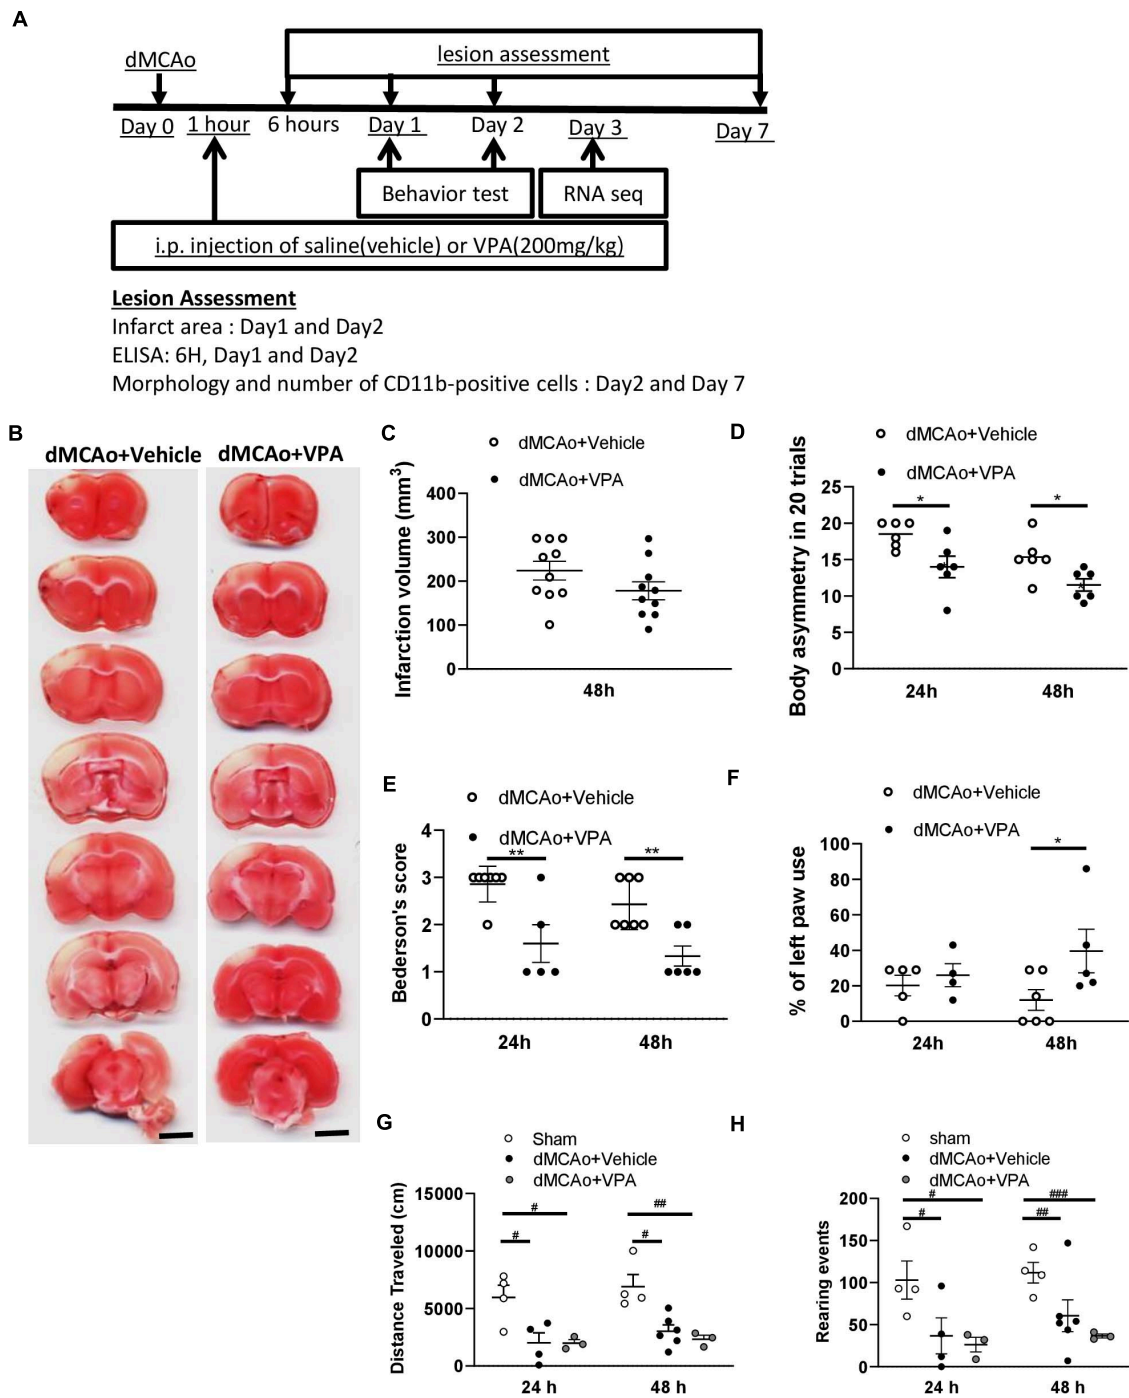 A
dMCAo
lesion assessment
Day 0
1 hour
6 hours
Day 1
Day 2
Day 3
Day 7
Behavior test
RNA seq
i.p. injection of saline(vehicle) or VPA(200mg/kg)
Lesion Assessment
Infarct area : Day1 and Day2
ELISA: 6H, Day1 and Day2
Morphology and number of CD11b-positive cells : Day2 and Day 7
B
dMCAo+Vehicle
dMCAo+VPA
C
dMCAo+Vehicle
dMCAo+VPA
Infarction volume (mm³)
400
300
200
100
0
48h
D
dMCAo+Vehicle
dMCAo+VPA
Body asymmetry in 20 trials
25
20
15
10
5
0
*
*
24h
48h
E
dMCAo+Vehicle
dMCAo+VPA
Bederson's score
4
3
2
1
0
**
**
24h
48h
F
dMCAo+Vehicle
dMCAo+VPA
% of left paw use
100
80
60
40
20
0
*
24h
48h
G
Sham
dMCAo+Vehicle
dMCAo+VPA
Distance Traveled (cm)
15000
10000
5000
0
#
#
##
#
24 h
48 h
H
sham
dMCAo+Vehicle
dMCAo+VPA
Rearing events
200
150
100
50
0
#
#
###
##
24 h
48 h